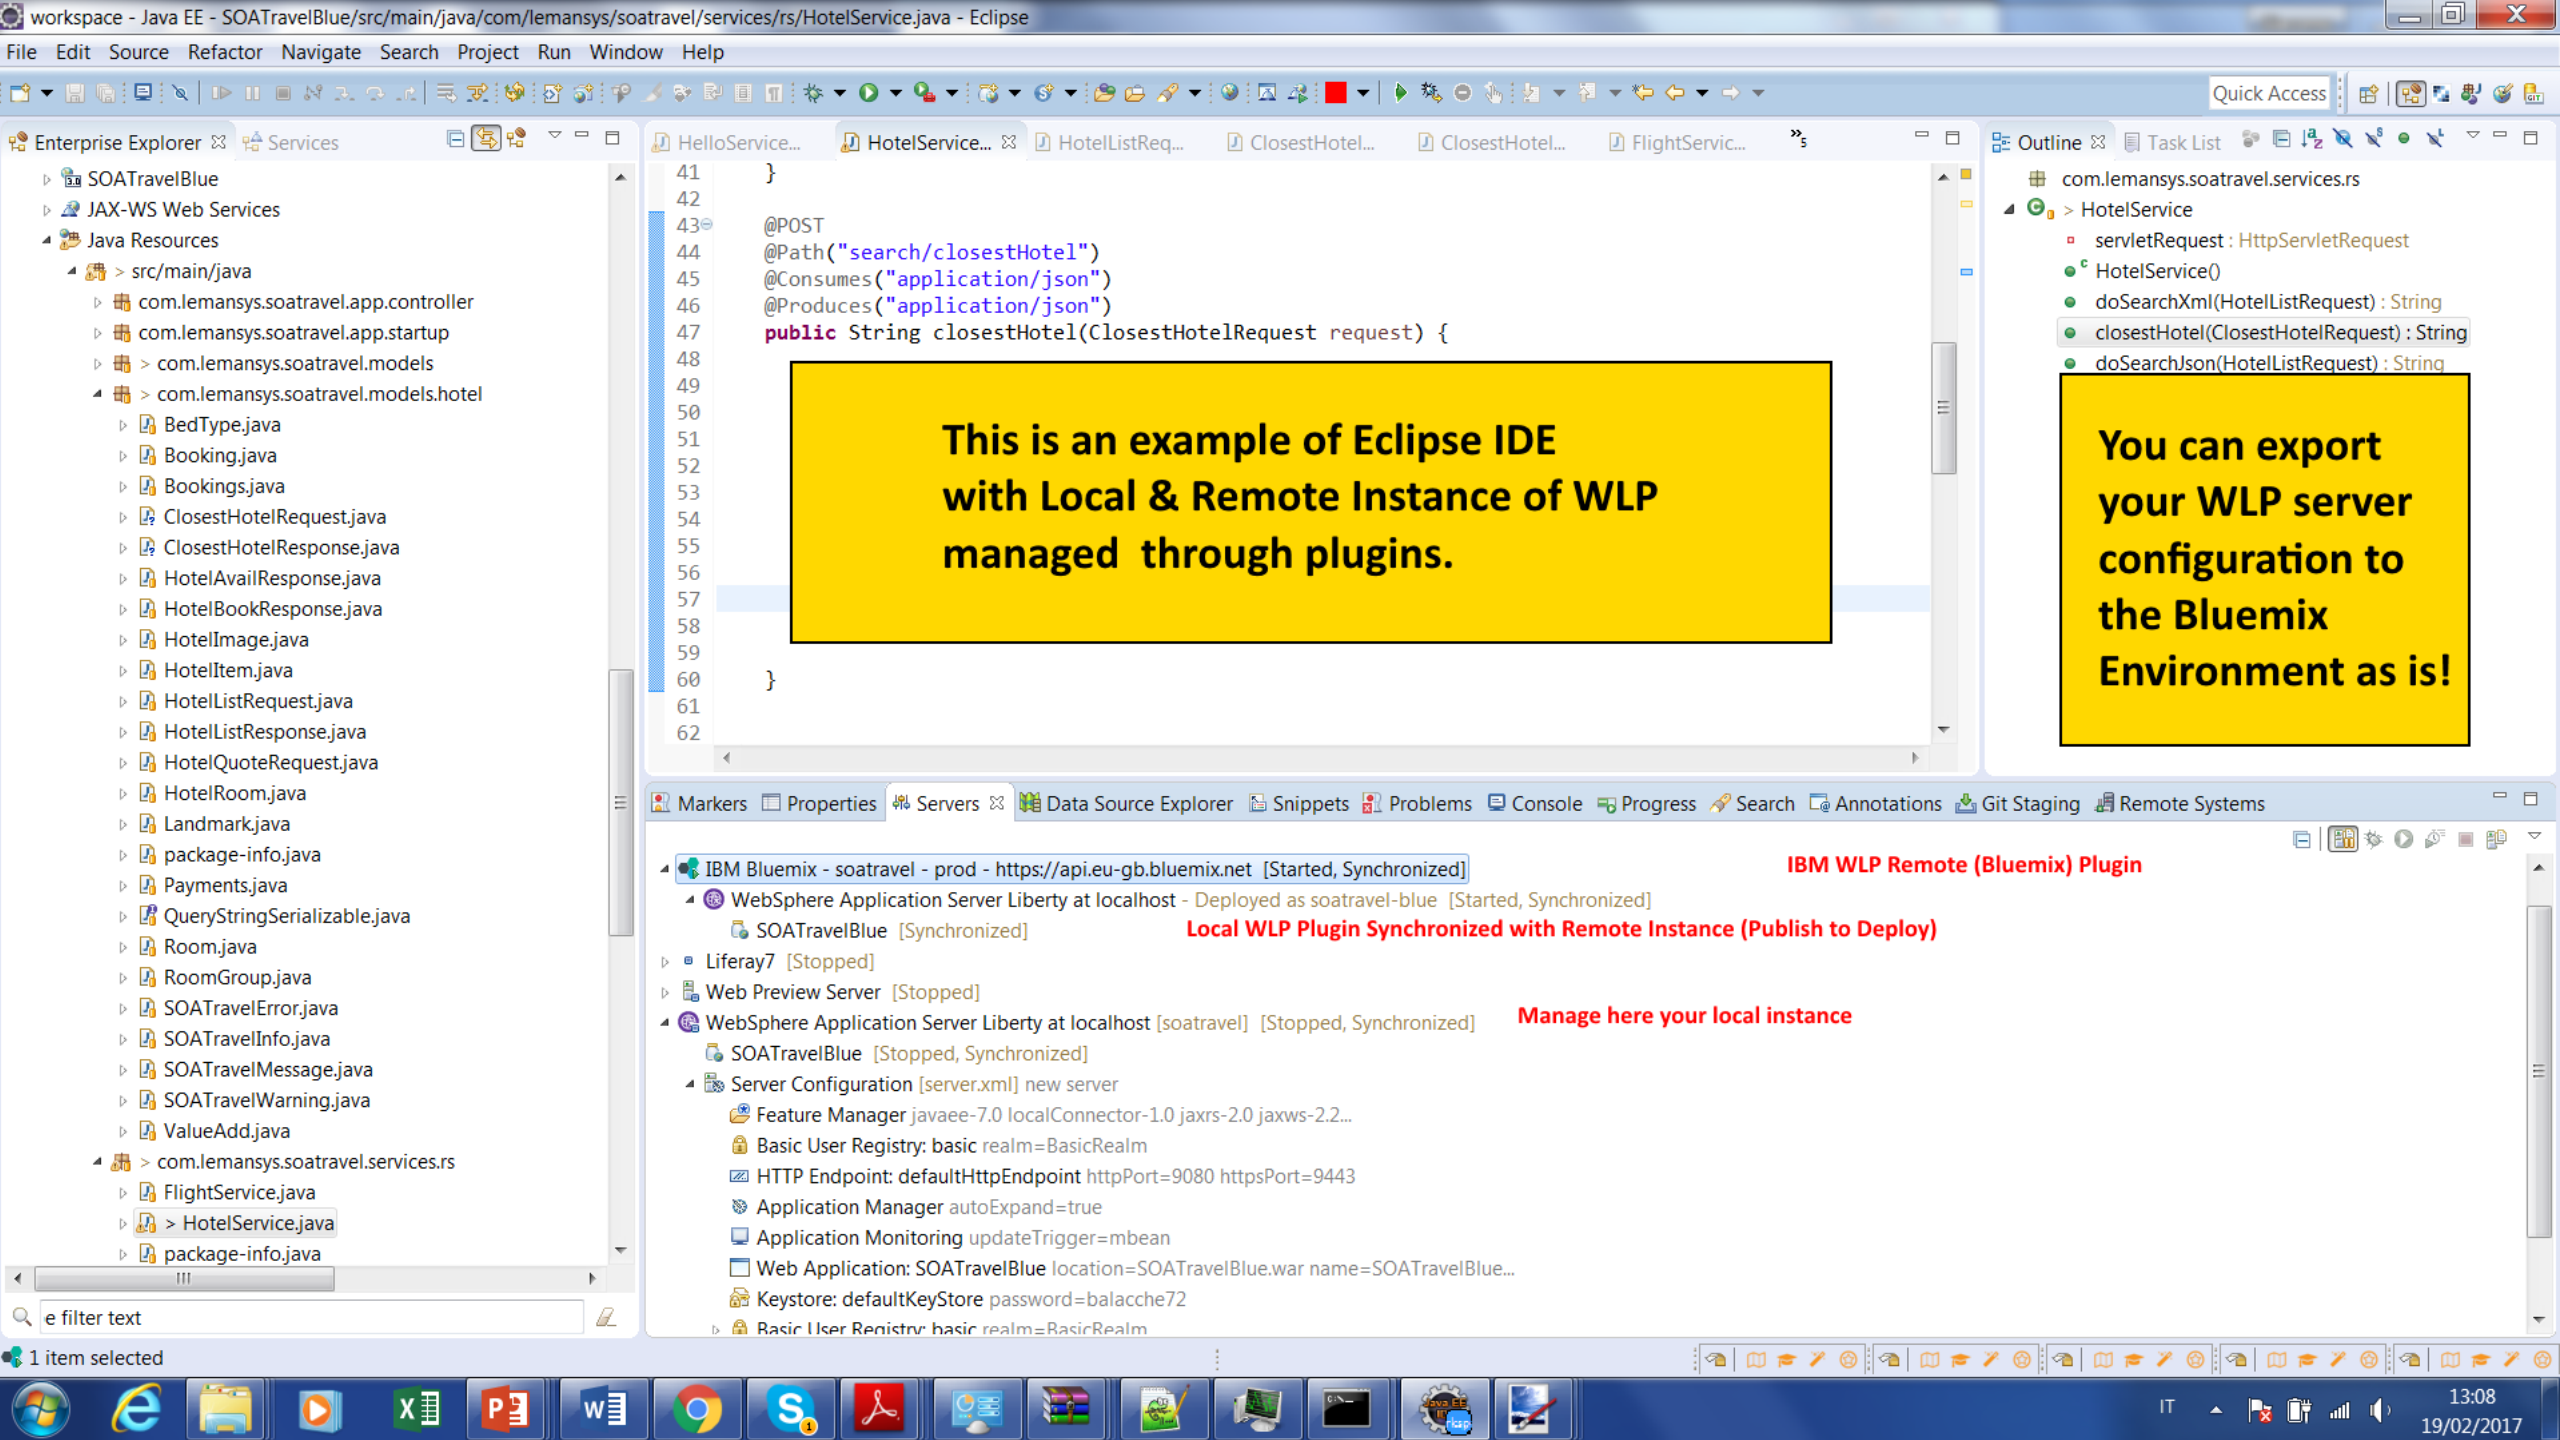 workspace - Java EE - SOATravelBlue/src/main/java/com/lemansys/soatravel/services/rs/HotelService.java - Eclipse
File Edit Source Refactor Navigate Search Project Run Window Help
Quick Access
Enterprise Explorer Services
SOATravelBlue
JAX-WS Web Services
Java Resources
> src/main/java
com.lemansys.soatravel.app.controller
com.lemansys.soatravel.app.startup
> com.lemansys.soatravel.models
> com.lemansys.soatravel.models.hotel
BedType.java
Booking.java
Bookings.java
ClosestHotelRequest.java
ClosestHotelResponse.java
HotelAvailResponse.java
HotelBookResponse.java
HotelImage.java
HotelItem.java
HotelListRequest.java
HotelListResponse.java
HotelQuoteRequest.java
HotelRoom.java
Landmark.java
package-info.java
Payments.java
QueryStringSerializable.java
Room.java
RoomGroup.java
SOATravelError.java
SOATravelInfo.java
SOATravelMessage.java
SOATravelWarning.java
ValueAdd.java
> com.lemansys.soatravel.services.rs
FlightService.java
> HotelService.java
package-info.java
e filter text
1 item selected
HelloService... HotelService... HotelListReq... ClosestHotel... ClosestHotel... FlightServic... »5
41 }
42
43 @POST
44 @Path("search/closestHotel")
45 @Consumes("application/json")
46 @Produces("application/json")
47 public String closestHotel(ClosestHotelRequest request) {
48
49
50
51
52
53
54
55
56
57
58
59
60 }
61
62
This is an example of Eclipse IDE
with Local & Remote Instance of WLP
managed through plugins.
Outline Task List
com.lemansys.soatravel.services.rs
> HotelService
servletRequest : HttpServletRequest
HotelService()
doSearchXml(HotelListRequest) : String
closestHotel(ClosestHotelRequest) : String
doSearchJson(HotelListRequest) : String
You can export
your WLP server
configuration to
the Bluemix
Environment as is!
Markers Properties Servers Data Source Explorer Snippets Problems Console Progress Search Annotations Git Staging Remote Systems
IBM Bluemix - soatravel - prod - https://api.eu-gb.bluemix.net [Started, Synchronized]
IBM WLP Remote (Bluemix) Plugin
WebSphere Application Server Liberty at localhost - Deployed as soatravel-blue [Started, Synchronized]
SOATravelBlue [Synchronized]
Local WLP Plugin Synchronized with Remote Instance (Publish to Deploy)
Liferay7 [Stopped]
Web Preview Server [Stopped]
WebSphere Application Server Liberty at localhost [soatravel] [Stopped, Synchronized]
Manage here your local instance
SOATravelBlue [Stopped, Synchronized]
Server Configuration [server.xml] new server
Feature Manager javaee-7.0 localConnector-1.0 jaxrs-2.0 jaxws-2.2...
Basic User Registry: basic realm=BasicRealm
HTTP Endpoint: defaultHttpEndpoint httpPort=9080 httpsPort=9443
Application Manager autoExpand=true
Application Monitoring updateTrigger=mbean
Web Application: SOATravelBlue location=SOATravelBlue.war name=SOATravelBlue...
Keystore: defaultKeyStore password=balacche72
Basic User Registry: basic realm=BasicRealm
IT
13:08
19/02/2017